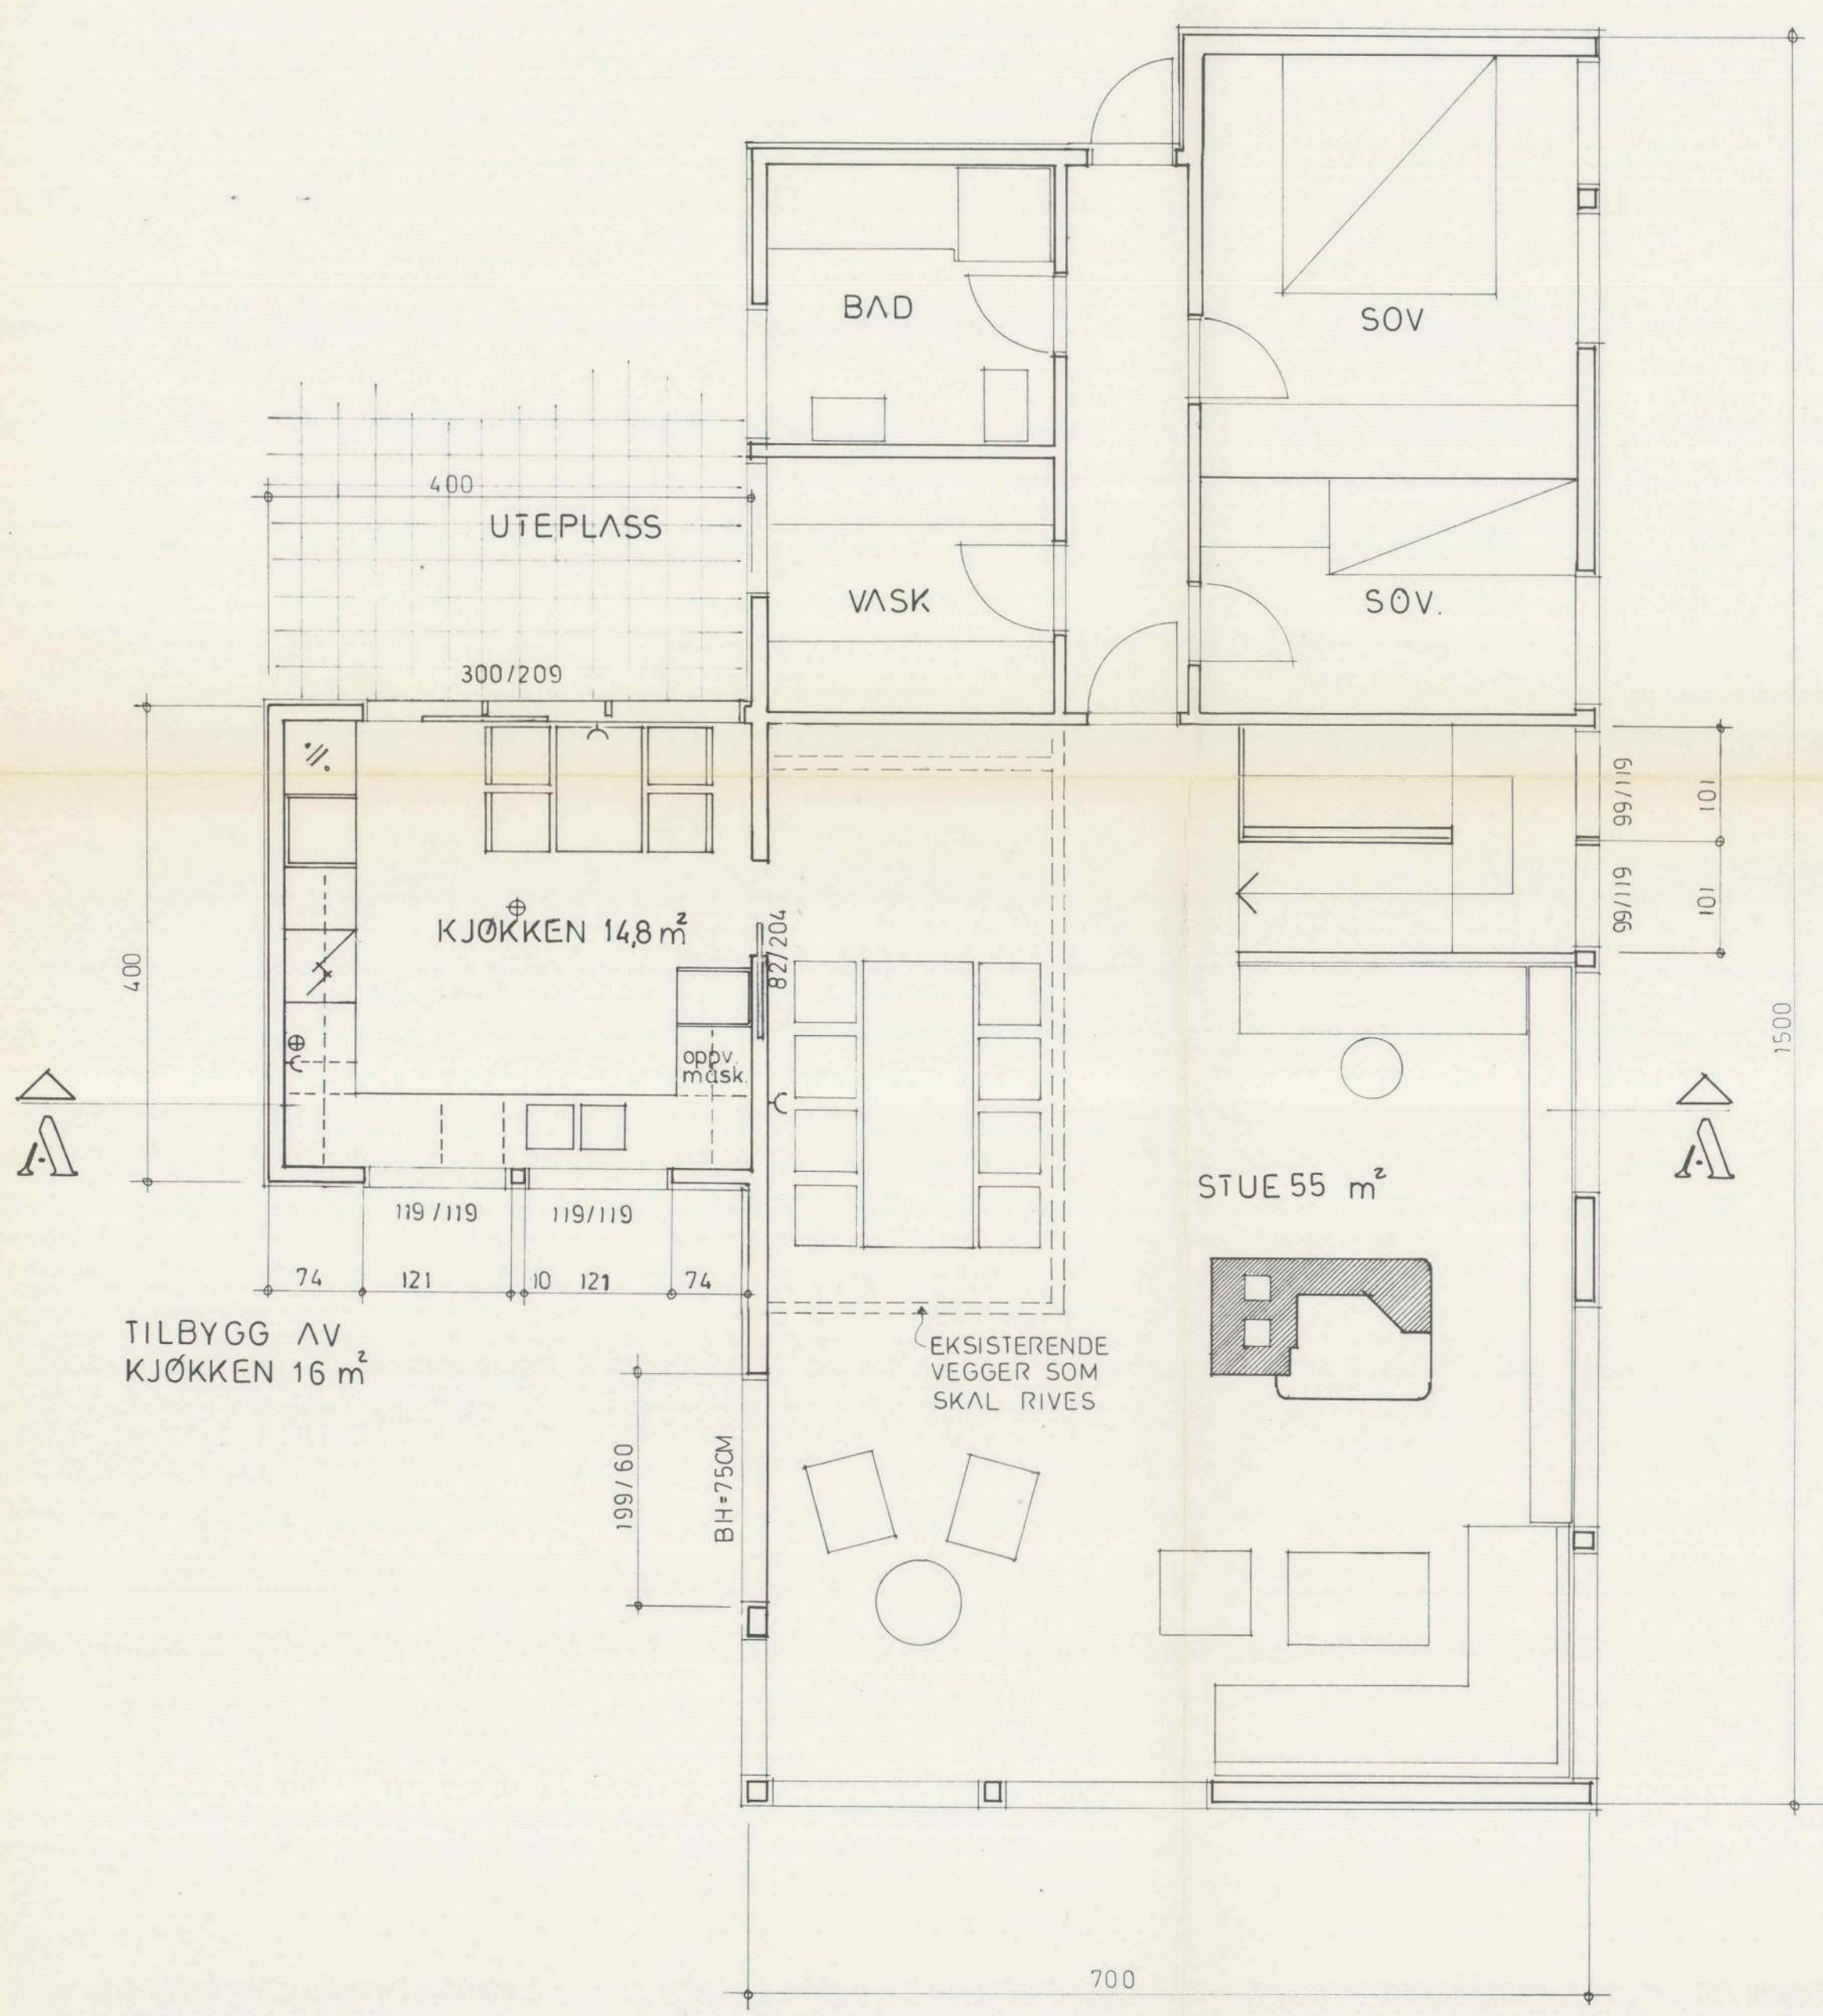 BAD
SOV
400
UTEPLASS
VASK
SOV.
300/209
99/119
101
KJØKKEN 14,8 m²
82/204
99/119
101
400
1500
oppv.
mask.
A
A
STUE 55 m²
119/119
119/119
74
121
10
121
74
TILBYGG AV
KJØKKEN 16 m²
EKSISTERENDE
VEGGER SOM
SKAL RIVES
199/60
BH=75CM
700